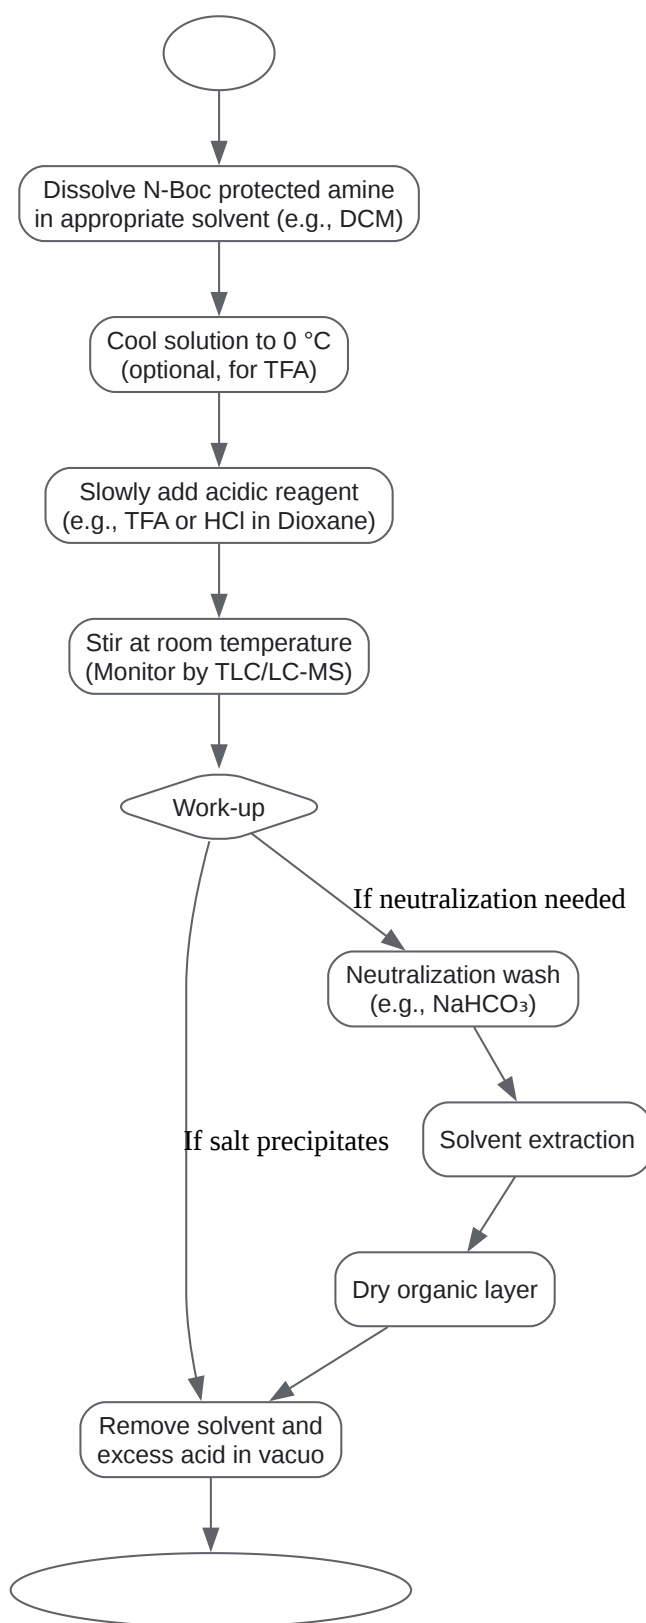 Dissolve N-Boc protected amine
in appropriate solvent (e.g., DCM)
Cool solution to 0 °C
(optional, for TFA)
Slowly add acidic reagent
(e.g., TFA or HCl in Dioxane)
Stir at room temperature
(Monitor by TLC/LC-MS)
Work-up
If neutralization needed
Neutralization wash
(e.g., NaHCO₃)
If salt precipitates
Solvent extraction
Dry organic layer
Remove solvent and
excess acid in vacuo